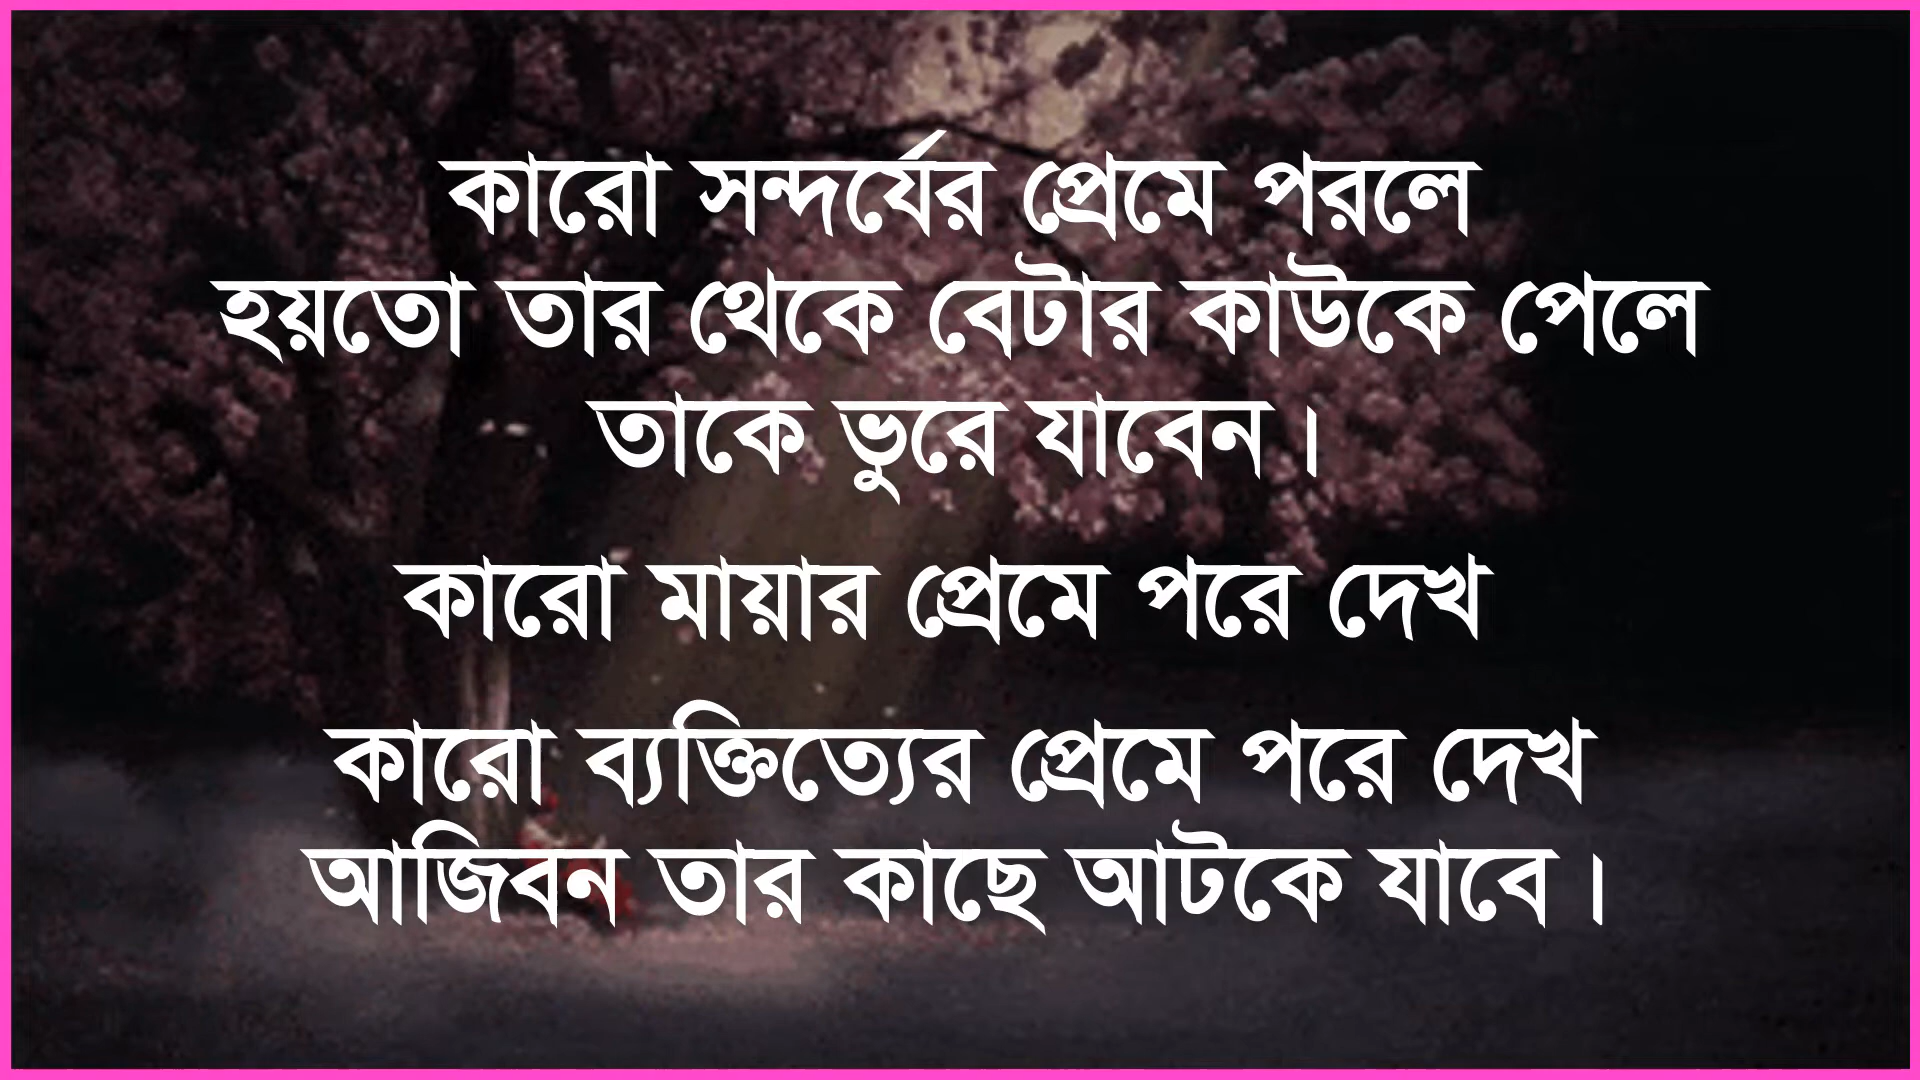 কারো সন্দর্যের প্রেমে পরলে
হয়তো তার থেকে বেটার কাউকে পেলে
তাকে ভুরে যাবেন।
কারো মায়ার প্রেমে পরে দেখ
কারো ব্যক্তিত্যের প্রেমে পরে দেখ
আজিবন তার কাছে আটকে যাবে।